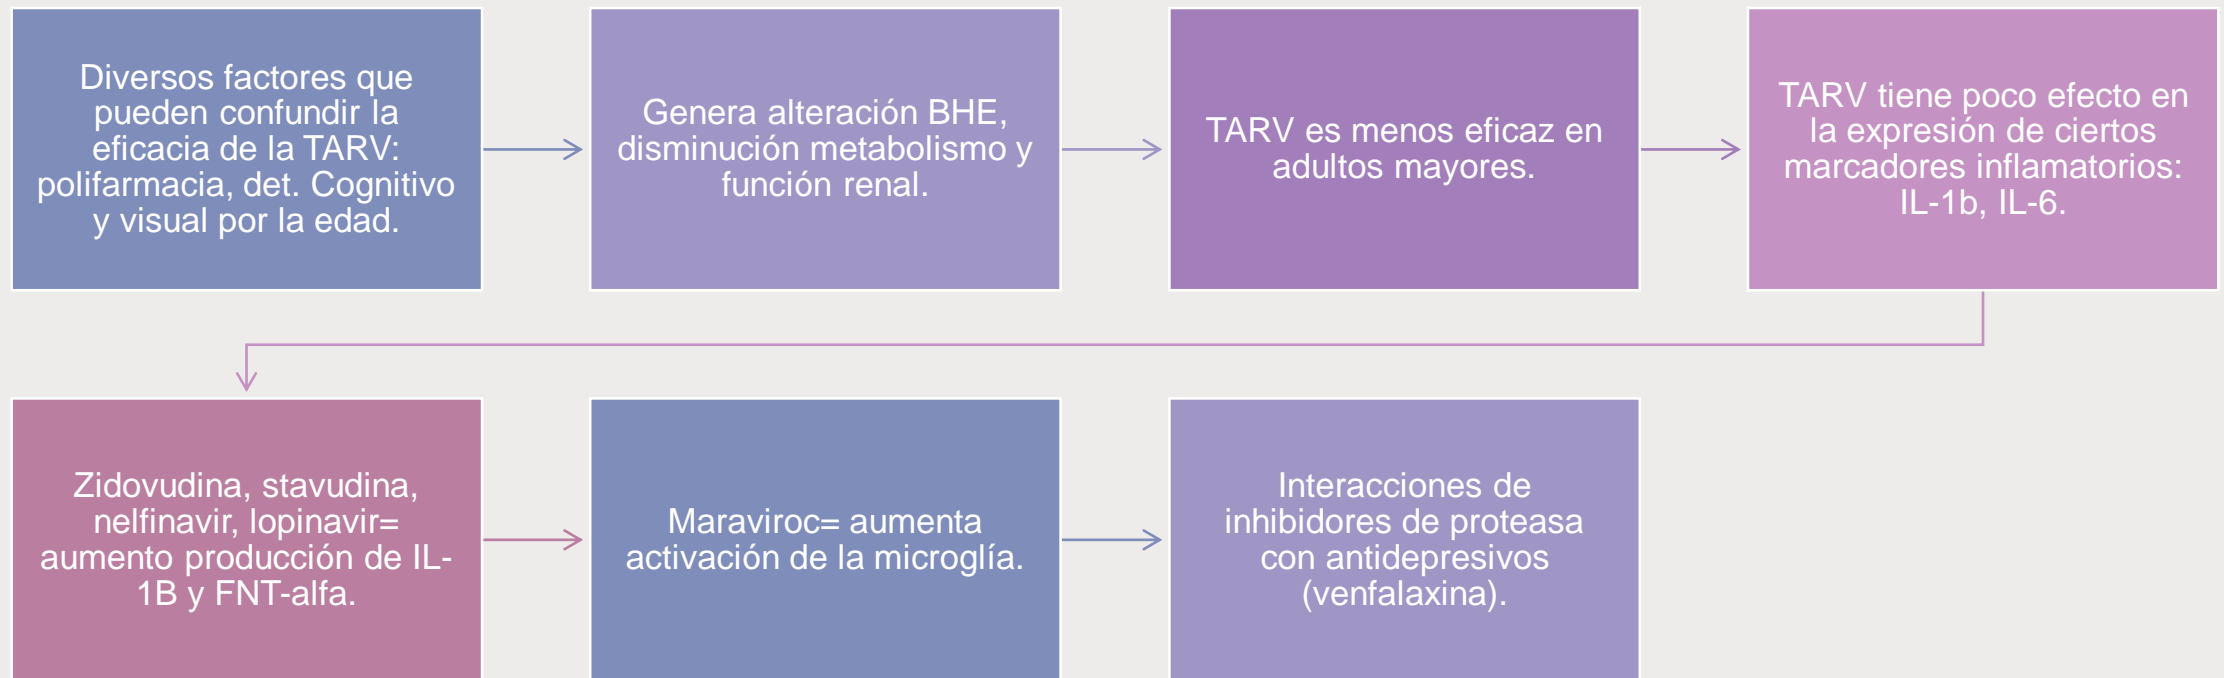 Diversos factores que
pueden confundir la
eficacia de la TARV:
polifarmacia, det. Cognitivo
y visual por la edad.
Genera alteración BHE,
disminución metabolismo y
función renal.
TARV es menos eficaz en
adultos mayores.
TARV tiene poco efecto en
la expresión de ciertos
marcadores inflamatorios:
IL-1b, IL-6.
Zidovudina, stavudina,
nelfinavir, lopinavir=
aumento producción de IL-
1B y FNT-alfa.
Maraviroc= aumenta
activación de la microglía.
Interacciones de
inhibidores de proteasa
con antidepresivos
(venfalaxina).